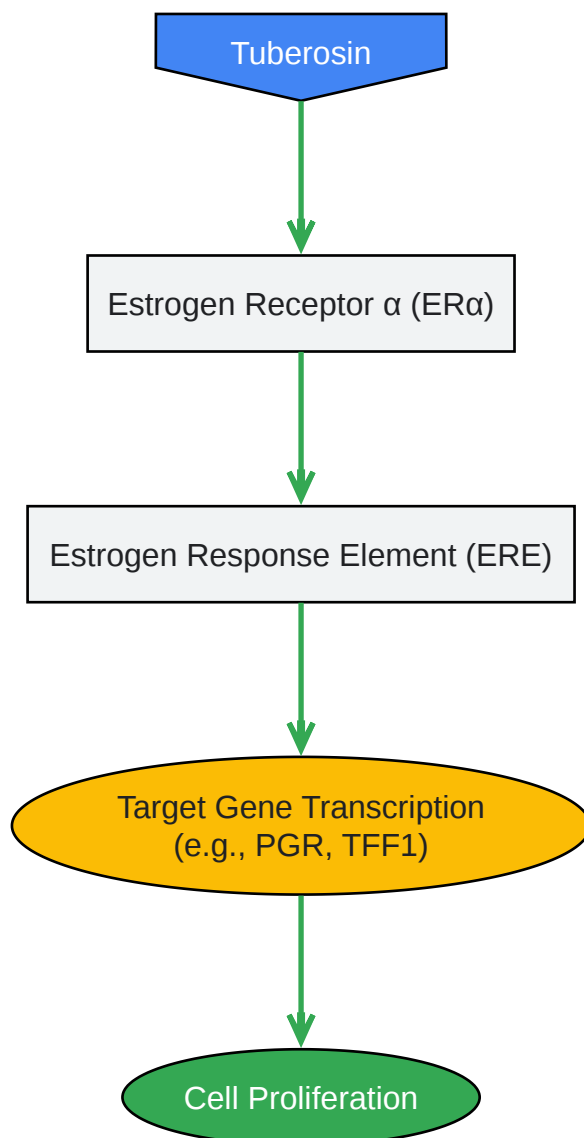 Tuberosin
Estrogen Receptor α (ERα)
Estrogen Response Element (ERE)
Target Gene Transcription
(e.g., PGR, TFF1)
Cell Proliferation